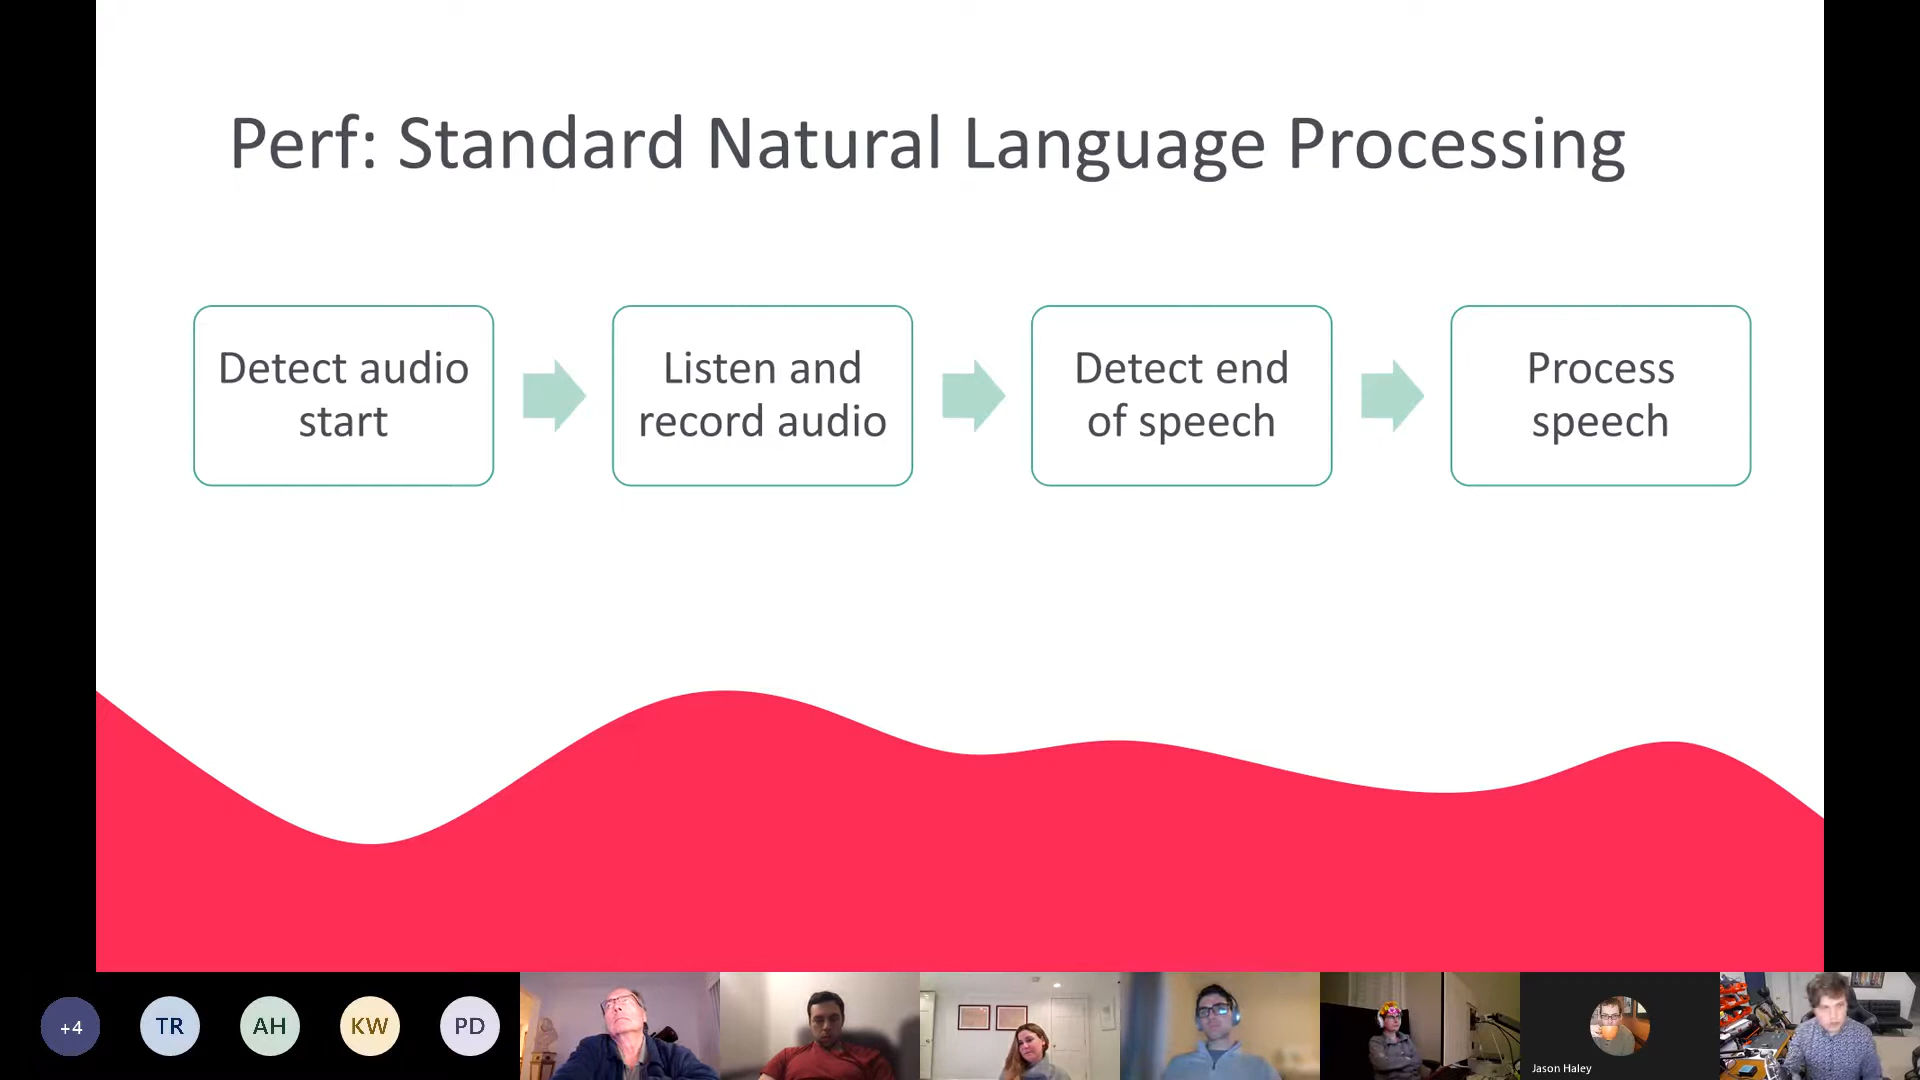 Perf: Standard Natural Language Processing
Detect audio
start
Listen and
record audio
Detect end
of speech
Process
speech
+4
TR
AH
KW
PD
Jason Haley